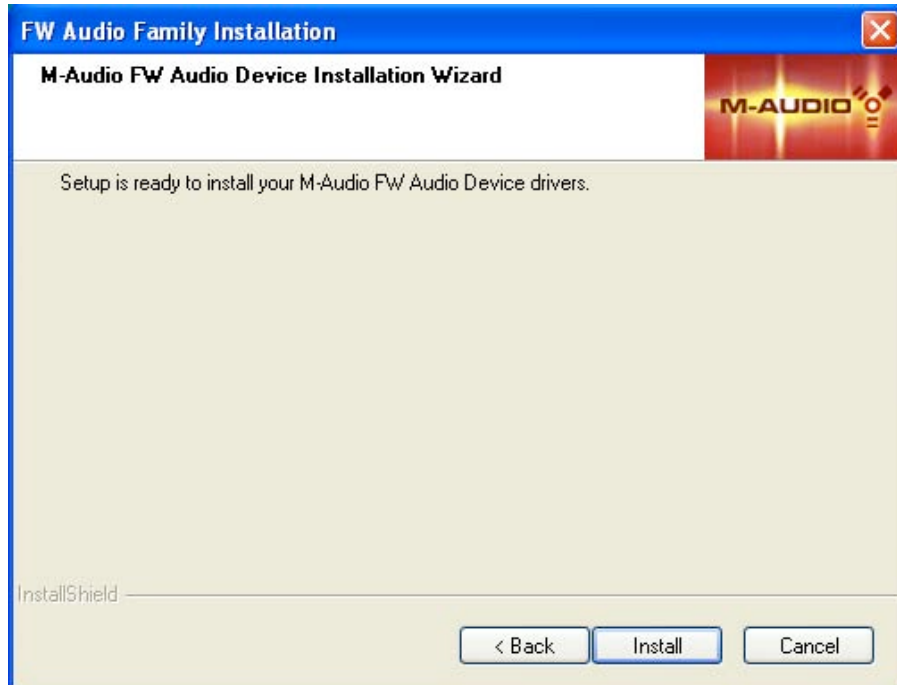 FW Audio Family Installation
M-Audio FW Audio Device Installation Wizard
M-AUDIO
Setup is ready to install your M-Audio FW Audio Device drivers.
InstallShield
< Back
Install
Cancel